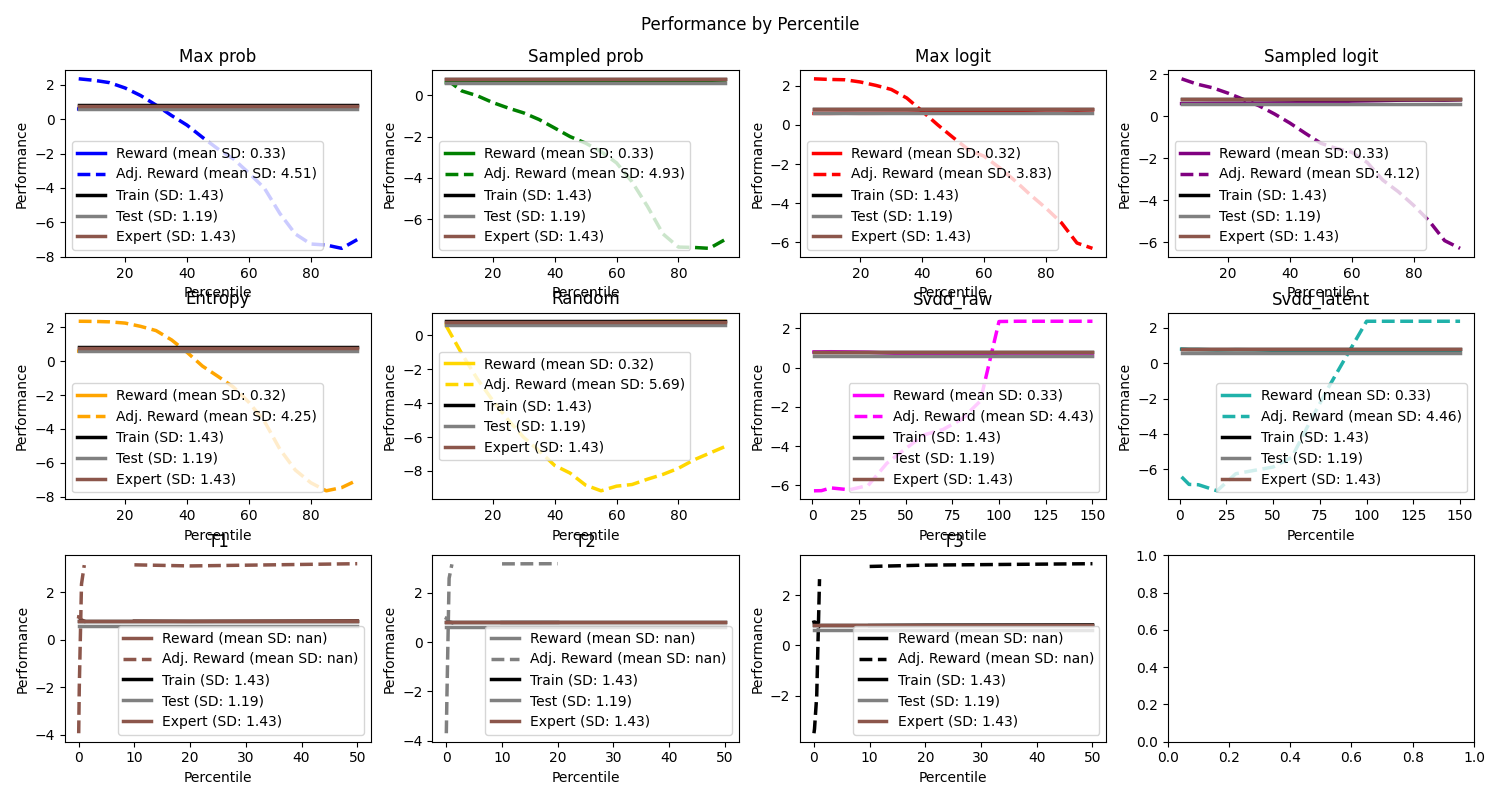 Performance by Percentile
Max prob
Performance
2
0
−2
−4
−6
−8
Reward (mean SD: 0.33)
Adj. Reward (mean SD: 4.51)
Train (SD: 1.43)
Test (SD: 1.19)
Expert (SD: 1.43)
20 40 60 80
Percentile
Sampled prob
Performance
0
−2
−4
−6
Reward (mean SD: 0.33)
Adj. Reward (mean SD: 4.93)
Train (SD: 1.43)
Test (SD: 1.19)
Expert (SD: 1.43)
20 40 60 80
Percentile
Max logit
Performance
2
0
−2
−4
−6
Reward (mean SD: 0.32)
Adj. Reward (mean SD: 3.83)
Train (SD: 1.43)
Test (SD: 1.19)
Expert (SD: 1.43)
20 40 60 80
Percentile
Sampled logit
Performance
2
0
−2
−4
−6
Reward (mean SD: 0.33)
Adj. Reward (mean SD: 4.12)
Train (SD: 1.43)
Test (SD: 1.19)
Expert (SD: 1.43)
20 40 60 80
Percentile
Entropy
Performance
2
0
−2
−4
−6
−8
Reward (mean SD: 0.32)
Adj. Reward (mean SD: 4.25)
Train (SD: 1.43)
Test (SD: 1.19)
Expert (SD: 1.43)
20 40 60 80
Percentile
Random
Performance
0
−2
−4
−6
−8
Reward (mean SD: 0.32)
Adj. Reward (mean SD: 5.69)
Train (SD: 1.43)
Test (SD: 1.19)
Expert (SD: 1.43)
20 40 60 80
Percentile
Svdd_raw
Performance
2
0
−2
−4
−6
Reward (mean SD: 0.33)
Adj. Reward (mean SD: 4.43)
Train (SD: 1.43)
Test (SD: 1.19)
Expert (SD: 1.43)
0 25 50 75 100 125 150
Percentile
Svdd_latent
Performance
2
0
−2
−4
−6
Reward (mean SD: 0.33)
Adj. Reward (mean SD: 4.46)
Train (SD: 1.43)
Test (SD: 1.19)
Expert (SD: 1.43)
0 25 50 75 100 125 150
Percentile
T1
Performance
2
0
−2
−4
Reward (mean SD: nan)
Adj. Reward (mean SD: nan)
Train (SD: 1.43)
Test (SD: 1.19)
Expert (SD: 1.43)
0 10 20 30 40 50
Percentile
T2
Performance
2
0
−2
−4
Reward (mean SD: nan)
Adj. Reward (mean SD: nan)
Train (SD: 1.43)
Test (SD: 1.19)
Expert (SD: 1.43)
0 10 20 30 40 50
Percentile
T3
Performance
2
0
−2
Reward (mean SD: nan)
Adj. Reward (mean SD: nan)
Train (SD: 1.43)
Test (SD: 1.19)
Expert (SD: 1.43)
0 10 20 30 40 50
Percentile
1.0
0.8
0.6
0.4
0.2
0.0
0.0 0.2 0.4 0.6 0.8 1.0